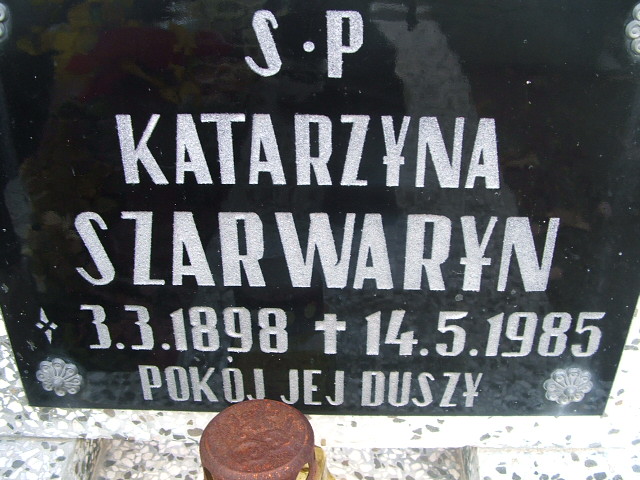 S·P
KATARZYNA
SZARWARYN
3.3.1898 ✝ 14.5.1985
POKÓJ JEJ DUSZY